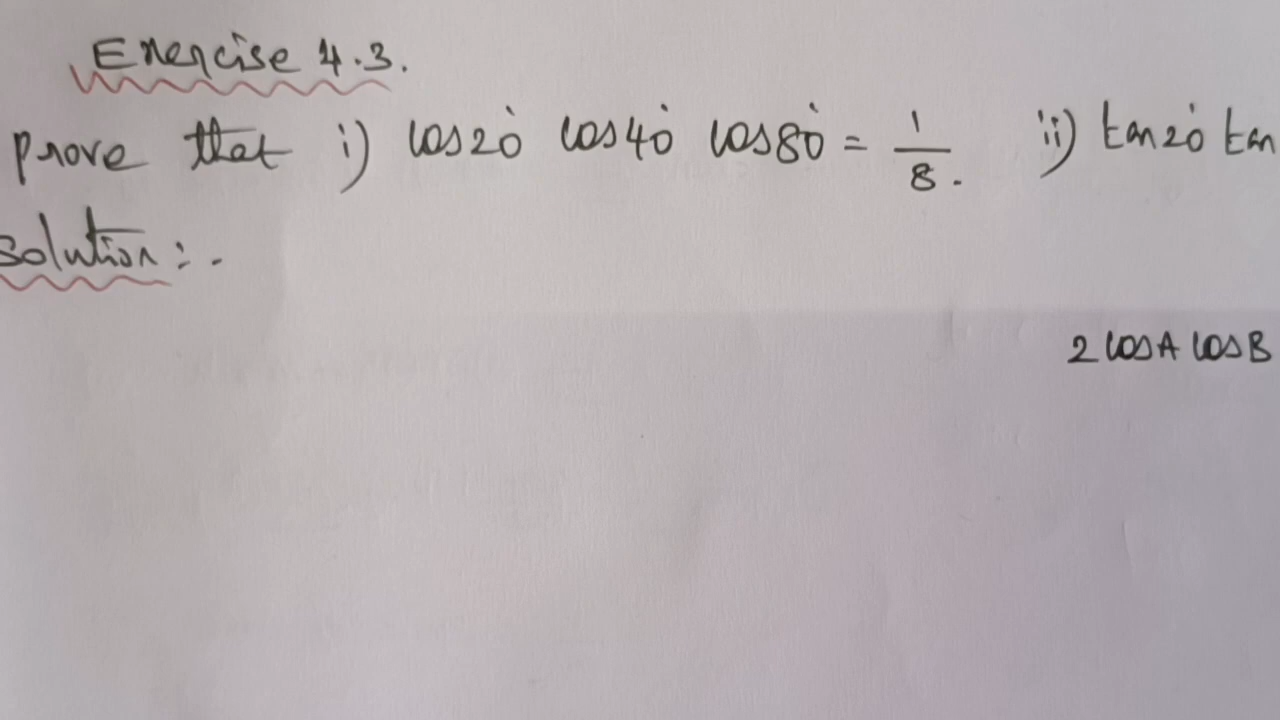 Exercise 4.3.
Prove that i) cos20° cos40° cos80° = 1/8. ii) tan20° tan
Solution:-.
2 cosA cosB